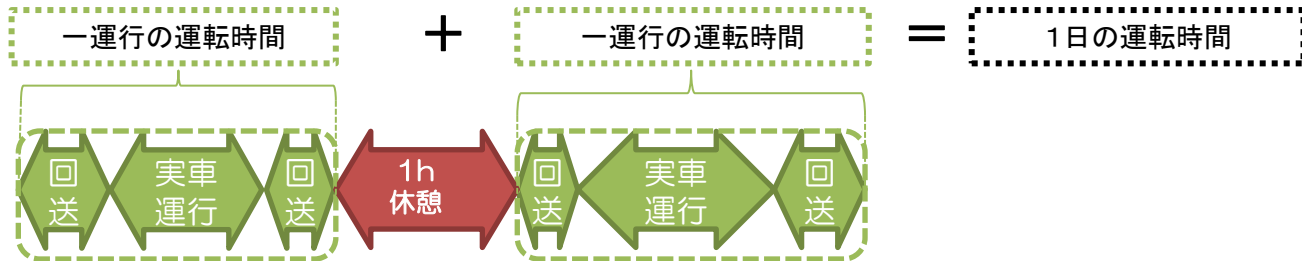 一運行の運転時間 + 一運行の運転時間 = 1日の運転時間
回送
実車運行
回送
1h
休憩
回送
実車運行
回送